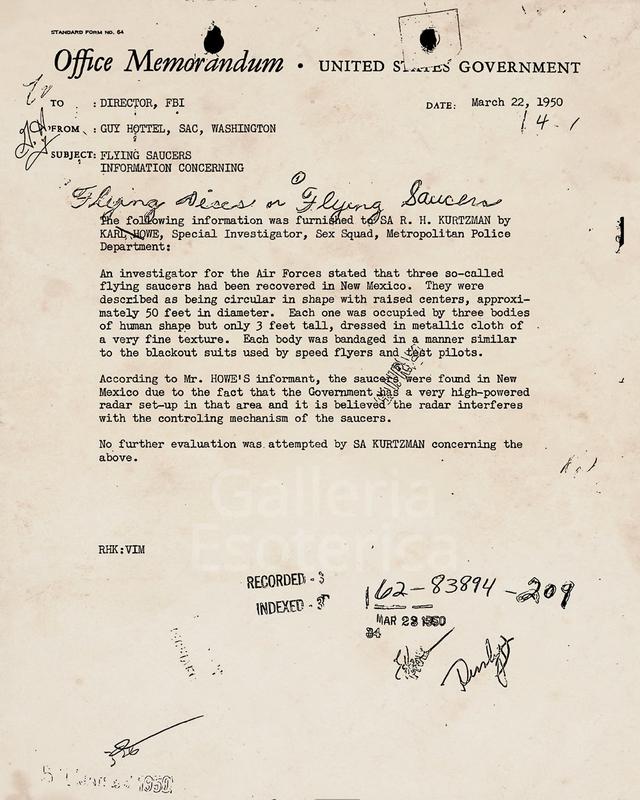 STANDARD FORM NO. 64
Office Memorandum • UNITED STATES GOVERNMENT
TO : DIRECTOR, FBI DATE: March 22, 1950
FROM : GUY HOTTEL, SAC, WASHINGTON
SUBJECT: FLYING SAUCERS
INFORMATION CONCERNING
Flying Discs or Flying Saucers
The following information was furnished to SA R. H. KURTZMAN by
KARL HOWE, Special Investigator, Sex Squad, Metropolitan Police
Department:
An investigator for the Air Forces stated that three so-called
flying saucers had been recovered in New Mexico. They were
described as being circular in shape with raised centers, approxi-
mately 50 feet in diameter. Each one was occupied by three bodies
of human shape but only 3 feet tall, dressed in metallic cloth of
a very fine texture. Each body was bandaged in a manner similar
to the blackout suits used by speed flyers and test pilots.
According to Mr. HOWE'S informant, the saucers were found in New
Mexico due to the fact that the Government has a very high-powered
radar set-up in that area and it is believed the radar interferes
with the controling mechanism of the saucers.
No further evaluation was attempted by SA KURTZMAN concerning the
above.
Galleria
Esoterica
RHK:VIM
RECORDED - 3
INDEXED - 3
162-83894-209
MAR 28 1950
34
1950